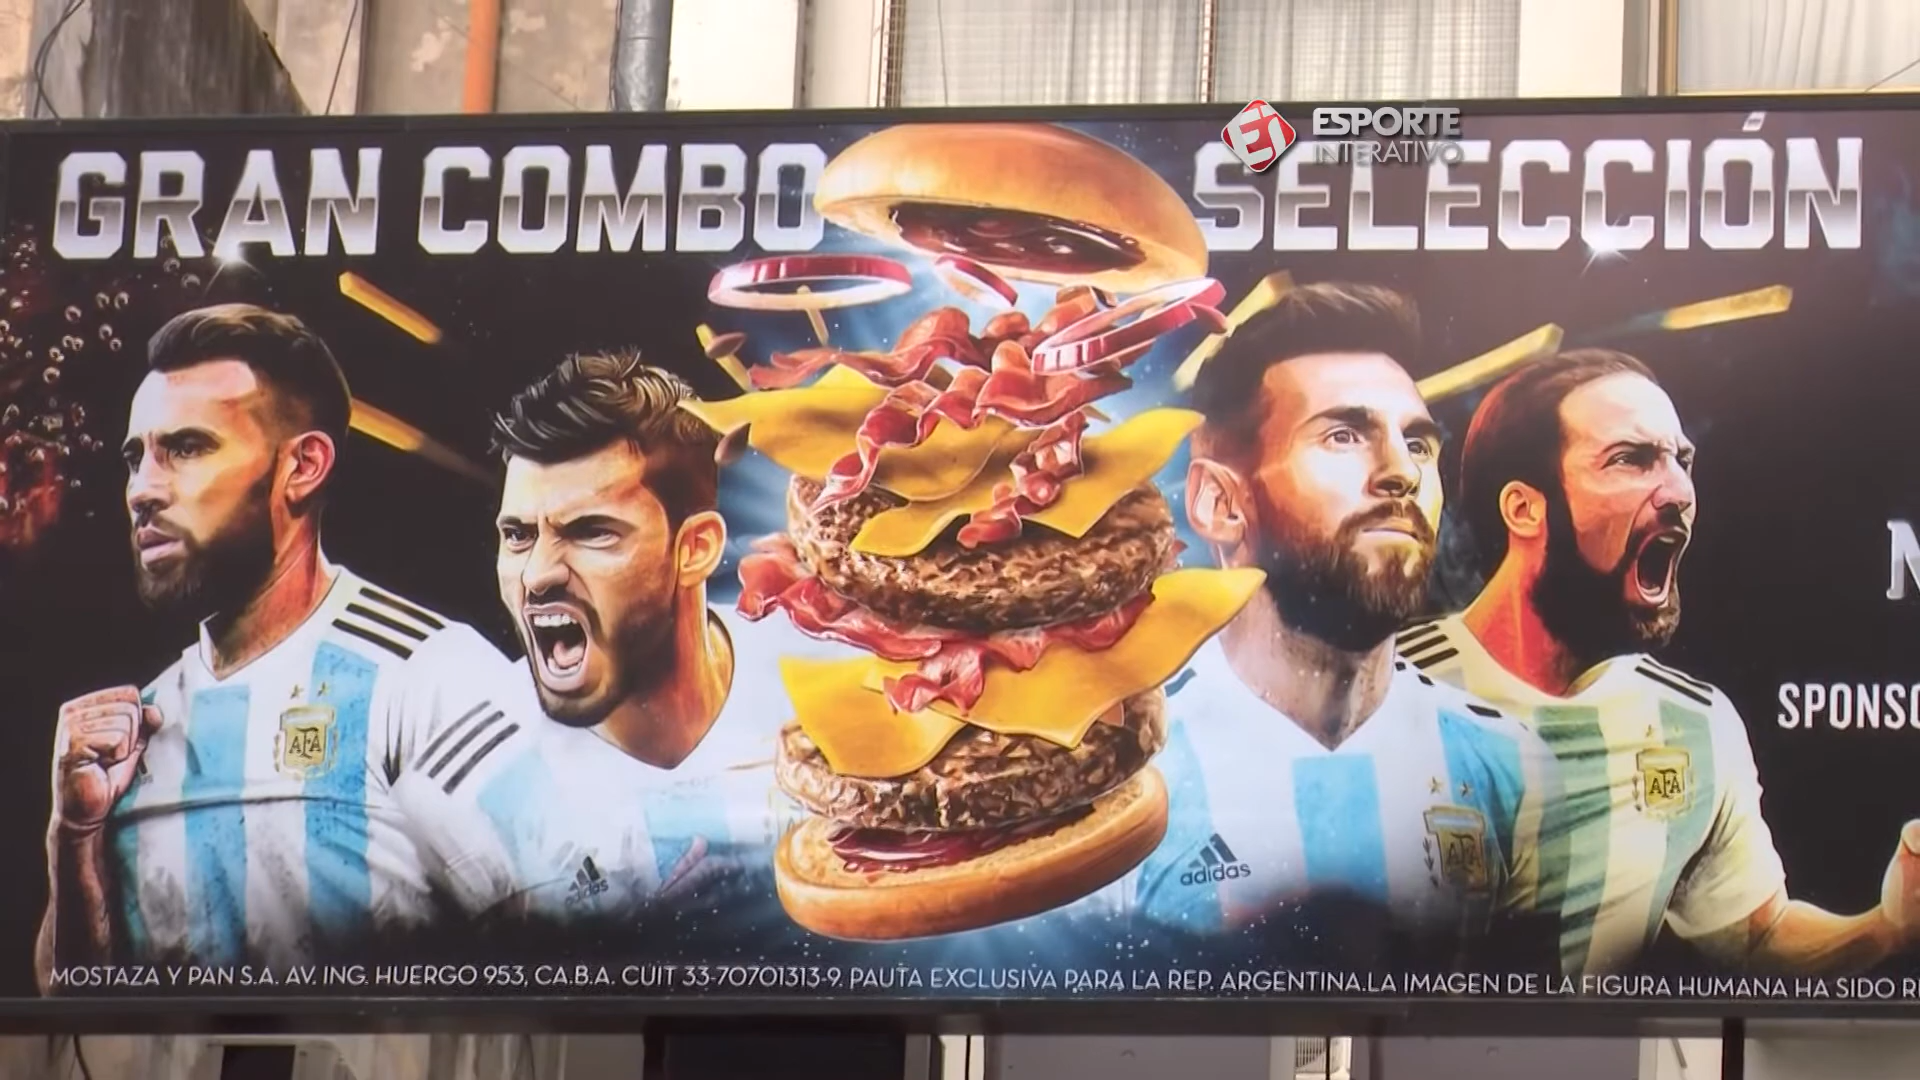 ESPORTE
INTERATIVO
GRAN COMBO SELECCIÓN
AFA
AFA
AFA
adidas
adidas
SPONSO
MOSTAZA Y PAN S.A. AV. ING. HUERGO 953, C.A.B.A. CUIT 33-70701313-9. PAUTA EXCLUSIVA PARA LA REP. ARGENTINA.LA IMAGEN DE LA FIGURA HUMANA HA SIDO